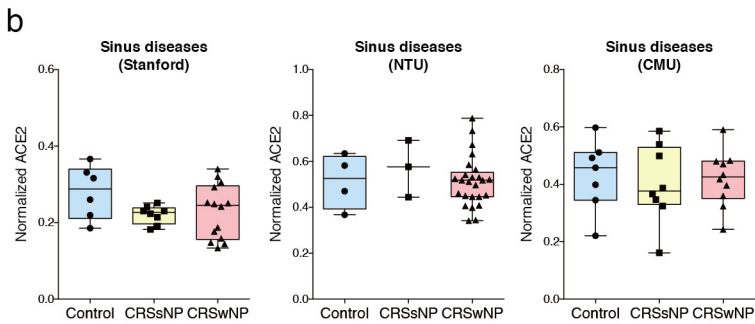 b
Sinus diseases
(Stanford)
Normalized ACE2
0.6
0.4
0.2
0.0
Control CRSsNP CRSwNP
Sinus diseases
(NTU)
Normalized ACE2
1.0
0.8
0.6
0.4
0.2
0.0
Control CRSsNP CRSwNP
Sinus diseases
(CMU)
Normalized ACE2
0.8
0.6
0.4
0.2
0.0
Control CRSsNP CRSwNP